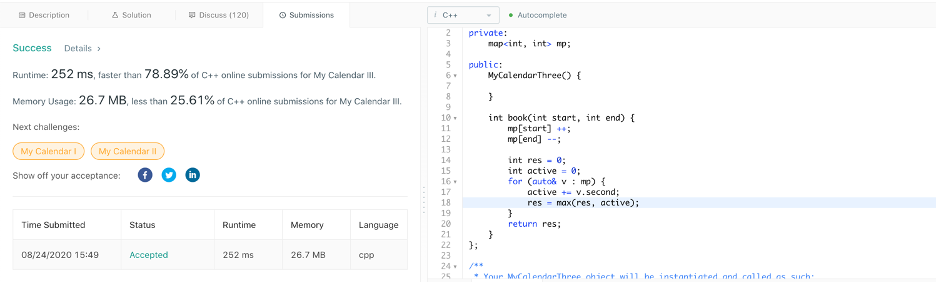 Description Solution Discuss (120) Submissions
Success Details >
Runtime: 252 ms, faster than 78.89% of C++ online submissions for My Calendar III.
Memory Usage: 26.7 MB, less than 25.61% of C++ online submissions for My Calendar III.
Next challenges:
My Calendar I My Calendar II
Show off your acceptance:
Time Submitted Status Runtime Memory Language
08/24/2020 15:49 Accepted 252 ms 26.7 MB cpp
i C++ Autocomplete
2 private:
3 map<int, int> mp;
4
5 public:
6 MyCalendarThree() {
7
8 }
9
10 int book(int start, int end) {
11 mp[start] ++;
12 mp[end] --;
13
14 int res = 0;
15 int active = 0;
16 for (auto& v : mp) {
17 active += v.second;
18 res = max(res, active);
19 }
20 return res;
21 }
22 };
23
24 /**
25 * Your MyCalendarThree object will be instantiated and called as such: